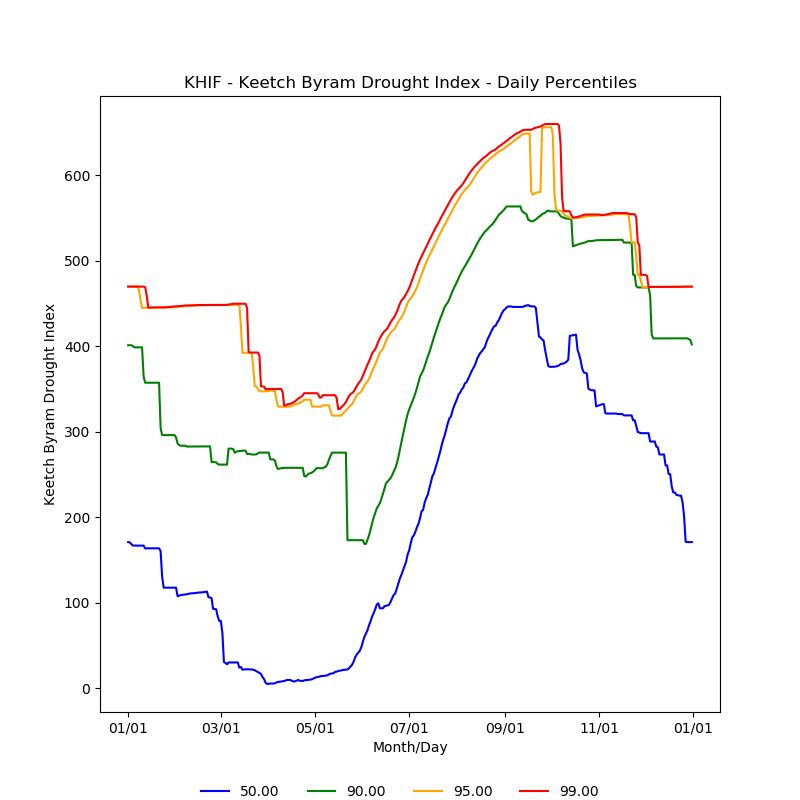 KHIF - Keetch Byram Drought Index - Daily Percentiles
600
500
400
300
200
100
0
Keetch Byram Drought Index
01/01 03/01 05/01 07/01 09/01 11/01 01/01
Month/Day
50.00 90.00 95.00 99.00